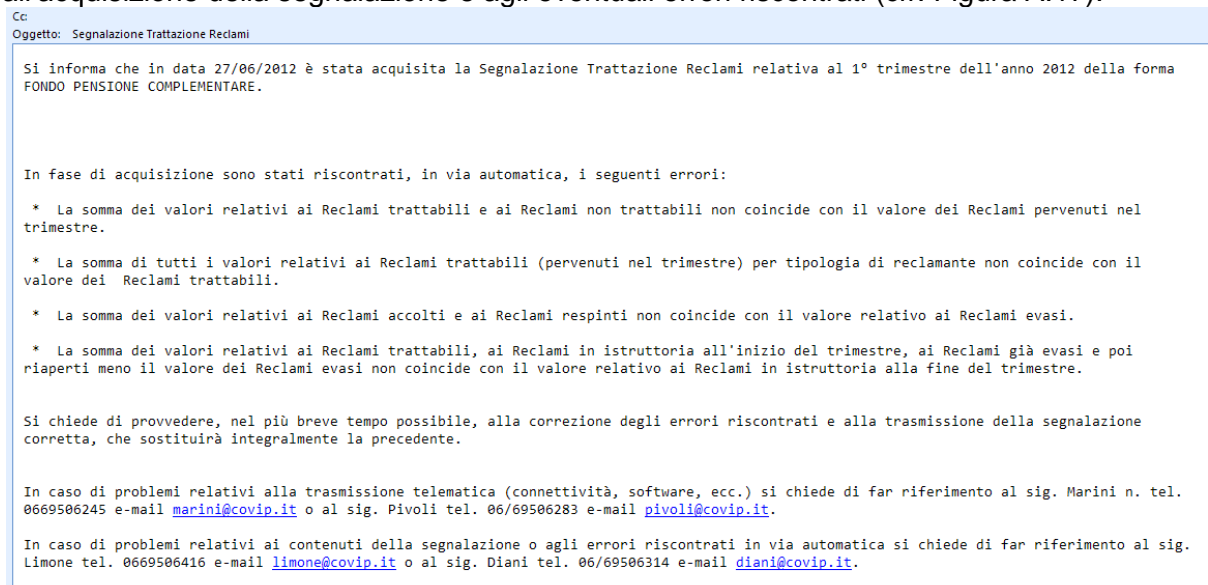 all'acquisizione della segnalazione e agli eventuali errori riscontrati (cfr. Figura A.17).
Cc:
Oggetto: Segnalazione Trattazione Reclami
Si informa che in data 27/06/2012 è stata acquisita la Segnalazione Trattazione Reclami relativa al 1° trimestre dell'anno 2012 della forma
FONDO PENSIONE COMPLEMENTARE.
In fase di acquisizione sono stati riscontrati, in via automatica, i seguenti errori:
* La somma dei valori relativi ai Reclami trattabili e ai Reclami non trattabili non coincide con il valore dei Reclami pervenuti nel
trimestre.
* La somma di tutti i valori relativi ai Reclami trattabili (pervenuti nel trimestre) per tipologia di reclamante non coincide con il
valore dei Reclami trattabili.
* La somma dei valori relativi ai Reclami accolti e ai Reclami respinti non coincide con il valore relativo ai Reclami evasi.
* La somma dei valori relativi ai Reclami trattabili, ai Reclami in istruttoria all'inizio del trimestre, ai Reclami già evasi e poi
riaperti meno il valore dei Reclami evasi non coincide con il valore relativo ai Reclami in istruttoria alla fine del trimestre.
Si chiede di provvedere, nel più breve tempo possibile, alla correzione degli errori riscontrati e alla trasmissione della segnalazione
corretta, che sostituirà integralmente la precedente.
In caso di problemi relativi alla trasmissione telematica (connettività, software, ecc.) si chiede di far riferimento al sig. Marini n. tel.
0669506245 e-mail marini@covip.it o al sig. Pivoli tel. 06/69506283 e-mail pivoli@covip.it.
In caso di problemi relativi ai contenuti della segnalazione o agli errori riscontrati in via automatica si chiede di far riferimento al sig.
Limone tel. 0669506416 e-mail limone@covip.it o al sig. Diani tel. 06/69506314 e-mail diani@covip.it.